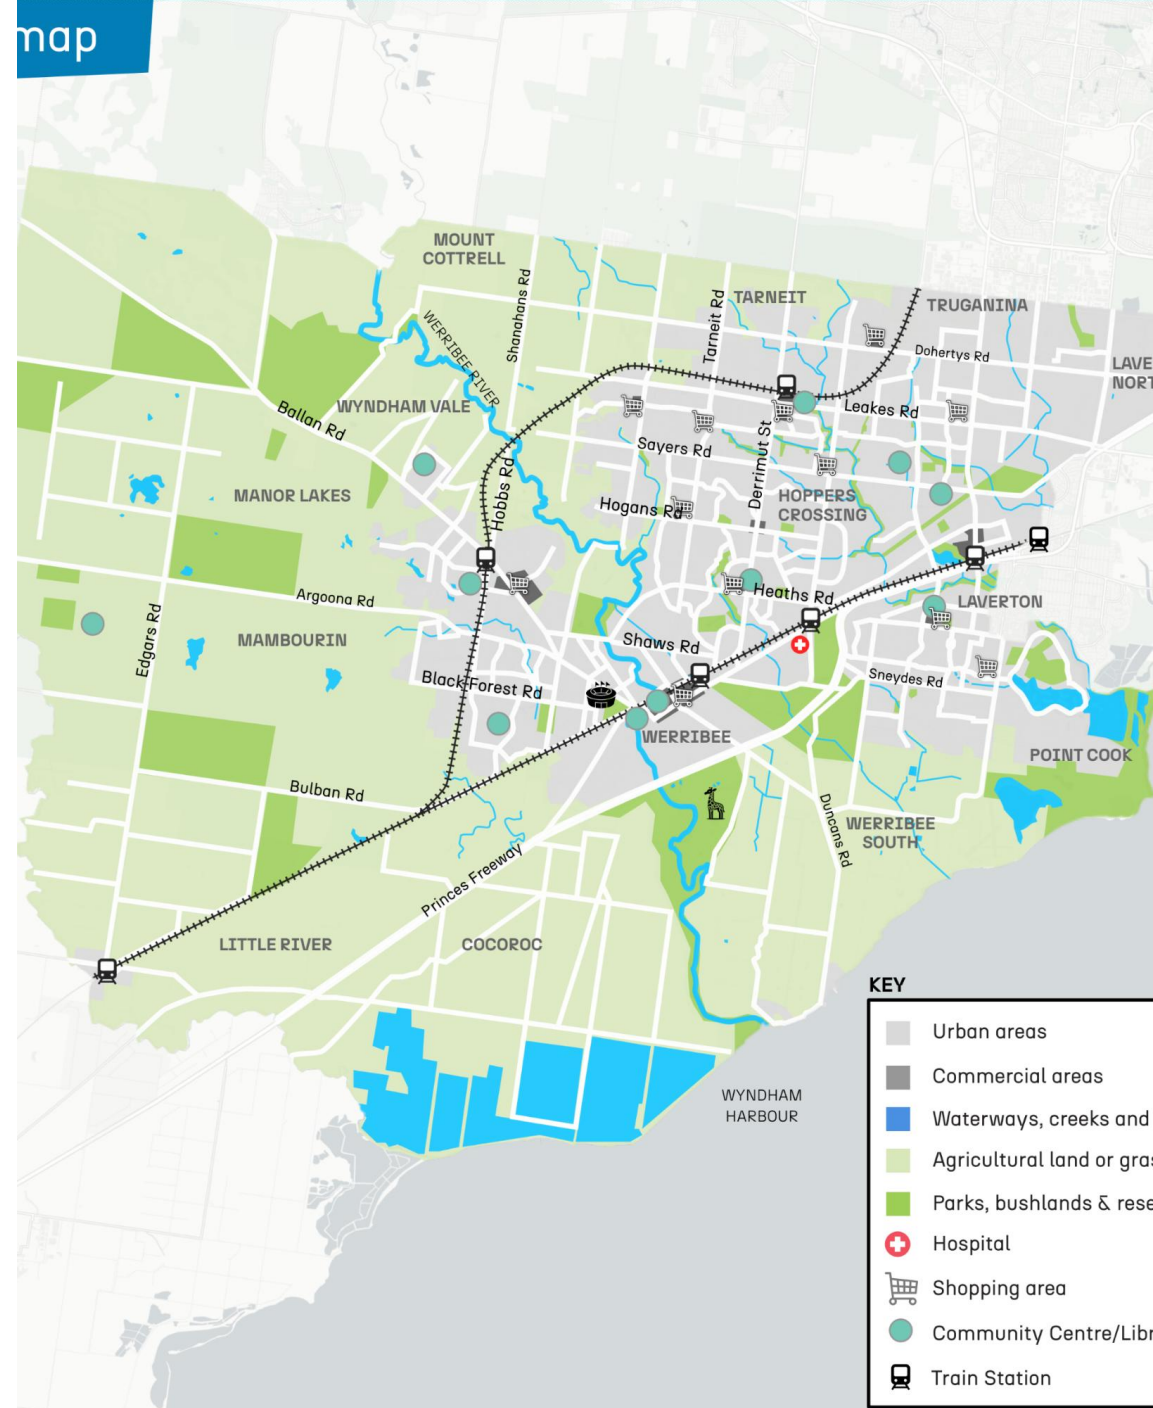 map
MOUNT
COTTRELL
Shanahans Rd
Tarneit Rd
TARNEIT
TRUGANINA
WERRIBEE RIVER
Dohertys Rd
LAVE
NORT
WYNDHAM VALE
Ballan Rd
Leakes Rd
Sayers Rd
Derrimut St
Hobbs Rd
MANOR LAKES
HOPPERS
CROSSING
Hogans Rd
Argoona Rd
Heaths Rd
LAVERTON
Edgars Rd
MAMBOURIN
Shaws Rd
Black Forest Rd
Sneydes Rd
WERRIBEE
POINT COOK
Bulban Rd
Duncans Rd
WERRIBEE
SOUTH
Princes Freeway
LITTLE RIVER
COCOROC
WYNDHAM
HARBOUR
KEY
Urban areas
Commercial areas
Waterways, creeks and
Agricultural land or gras
Parks, bushlands & rese
Hospital
Shopping area
Community Centre/Libr
Train Station